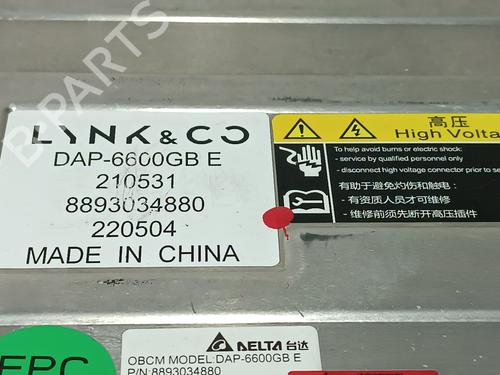 B-PARTS
LYNK & CO
DAP-6600GB E
210531
8893034880
220504
MADE IN CHINA
高压
High Volta
To help avoid burns or electric shock:
- service by qualified personnel only
- disconnect high voltage connector prior to se
有助于避免灼伤和触电:
- 有资质人员才可维修
- 维修前须先断开高压插件
EPC
DELTA 台达
OBCM MODEL:DAP-6600GB E
P/N:8893034880